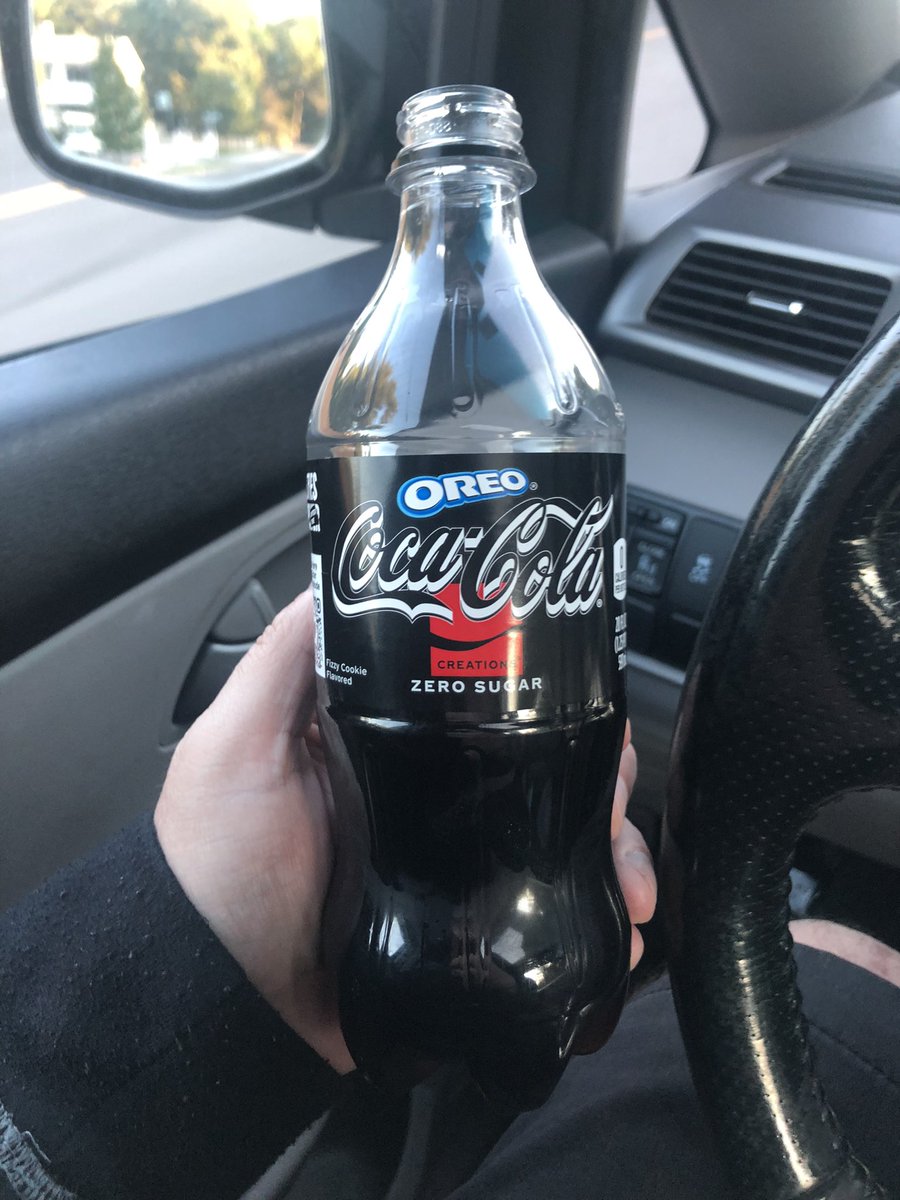 OREO®
Coca-Cola®
CREATIONS
ZERO SUGAR
Fizzy Cookie
Flavored